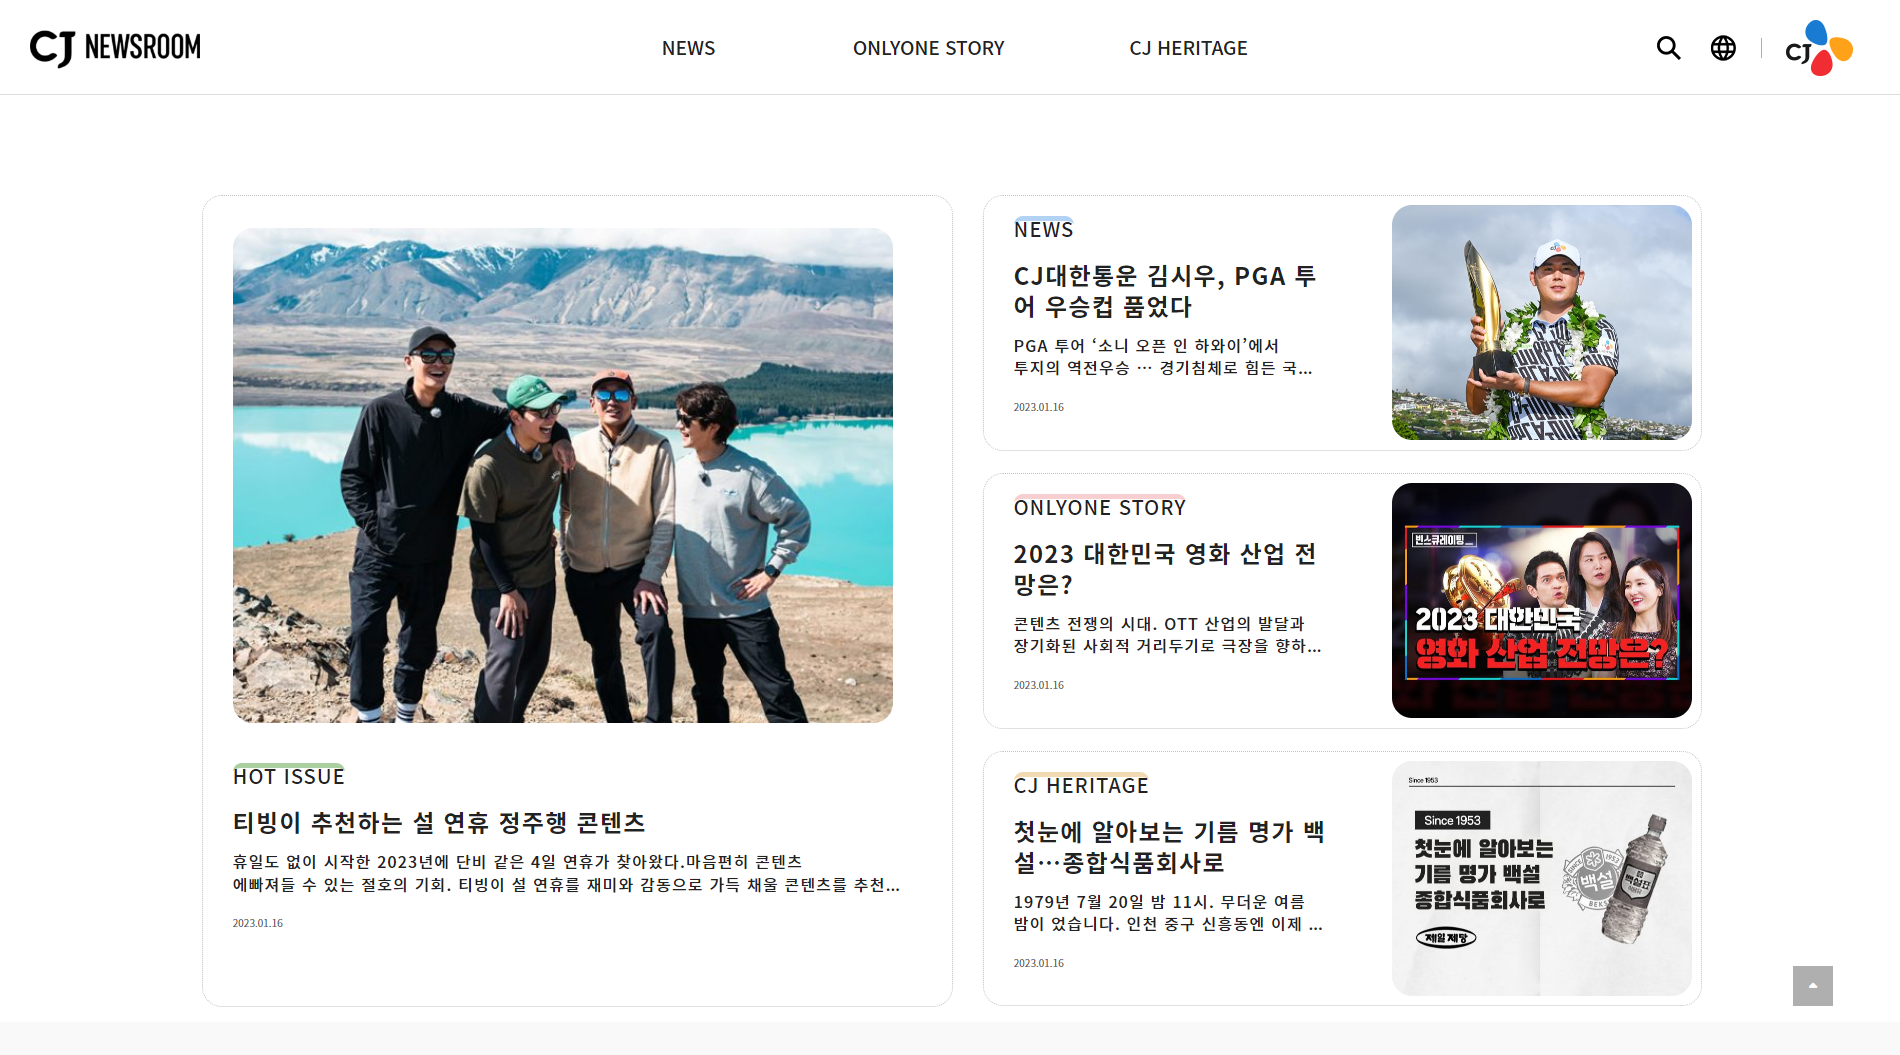 CJ NEWSROOM
NEWS
ONLYONE STORY
CJ HERITAGE
CJ
HOT ISSUE
티빙이 추천하는 설 연휴 정주행 콘텐츠
휴일도 없이 시작한 2023년에 단비 같은 4일 연휴가 찾아왔다.마음편히 콘텐츠
에빠져들 수 있는 절호의 기회. 티빙이 설 연휴를 재미와 감동으로 가득 채울 콘텐츠를 추천...
2023.01.16
NEWS
CJ대한통운 김시우, PGA 투
어 우승컵 품었다
PGA 투어 ‘소니 오픈 인 하와이’에서
투지의 역전우승 … 경기침체로 힘든 국...
2023.01.16
ONLYONE STORY
2023 대한민국 영화 산업 전
망은?
콘텐츠 전쟁의 시대. OTT 산업의 발달과
장기화된 사회적 거리두기로 극장을 향하...
2023.01.16
빈스큐레이팅
2023 대한민국
영화 산업 전망은?
CJ HERITAGE
첫눈에 알아보는 기름 명가 백
설…종합식품회사로
1979년 7월 20일 밤 11시. 무더운 여름
밤이 었습니다. 인천 중구 신흥동엔 이제 ...
2023.01.16
Since 1953
Since 1953
첫눈에 알아보는
기름 명가 백설
종합식품회사로
제일제당
백설
백설표